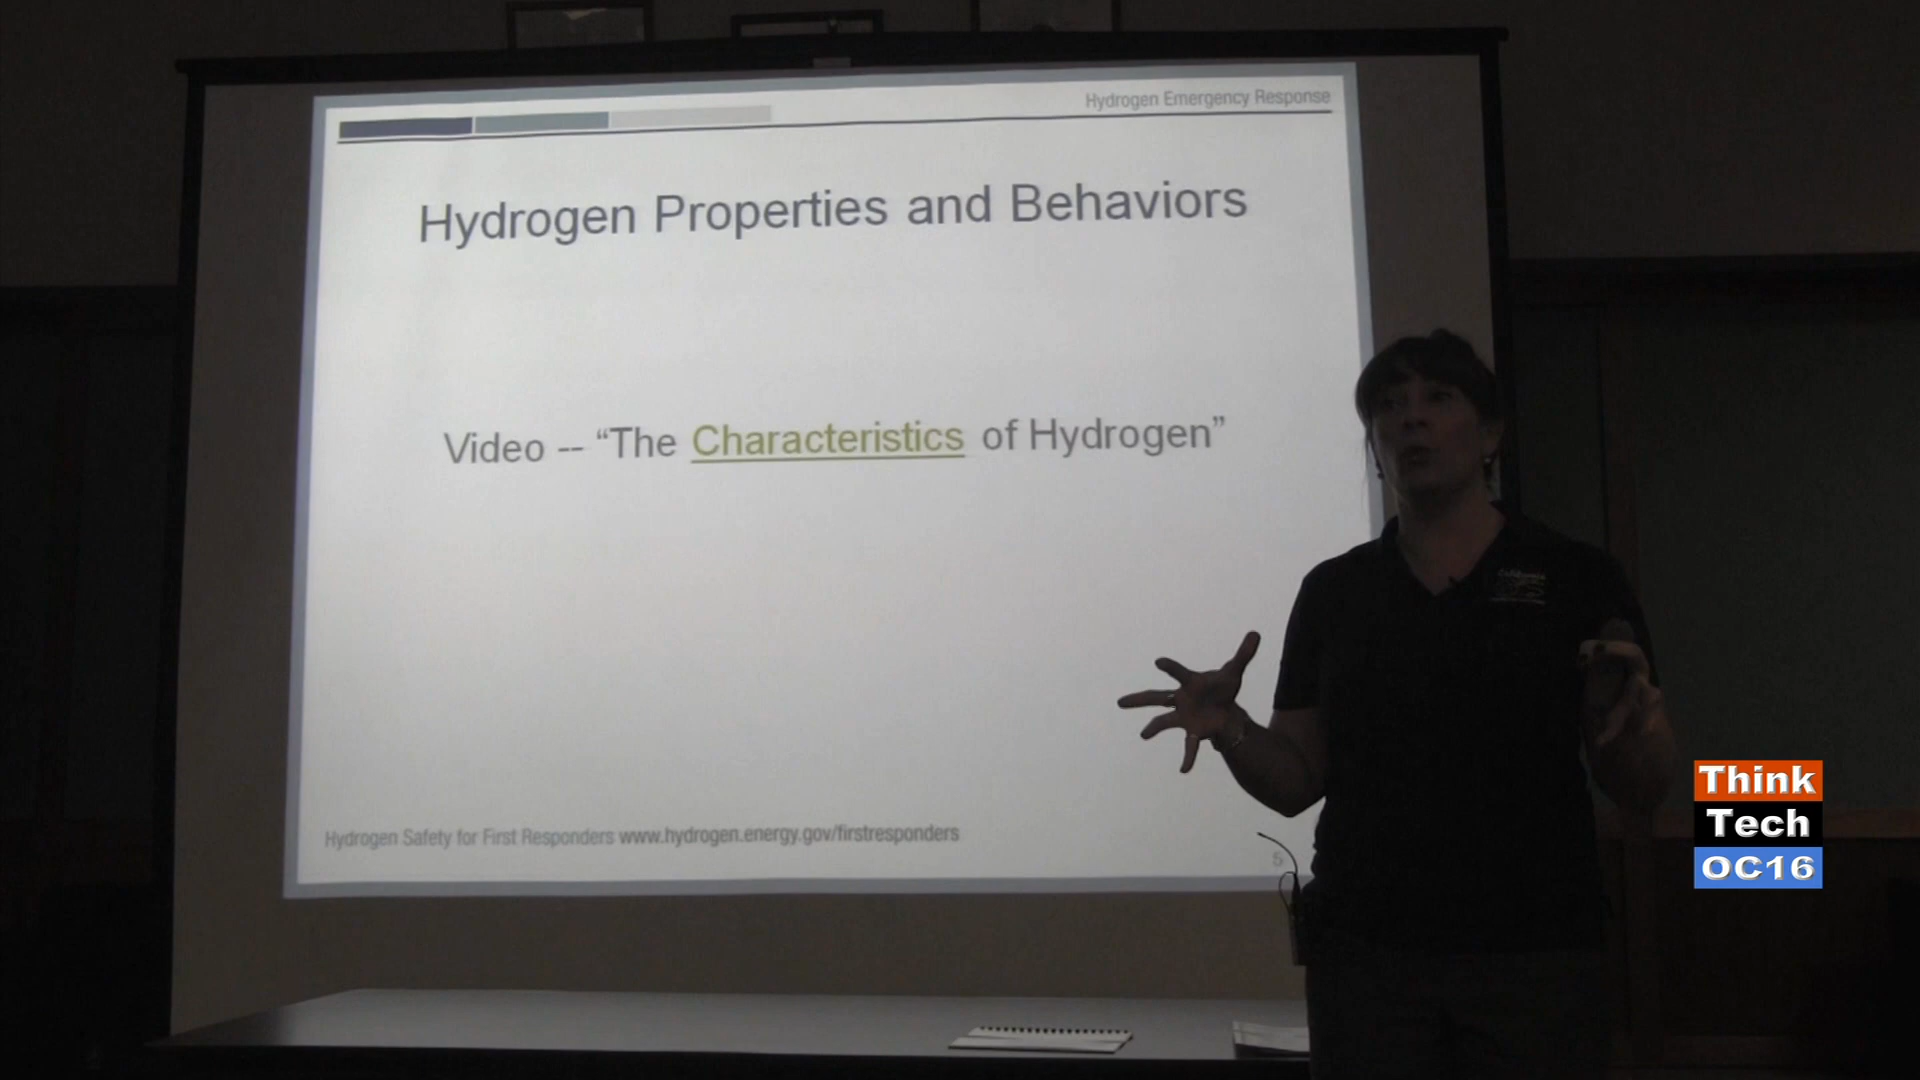 Hydrogen Emergency Response
Hydrogen Properties and Behaviors
Video -- “The Characteristics of Hydrogen”
Hydrogen Safety for First Responders www.hydrogen.energy.gov/firstresponders
5
Think
Tech
OC16